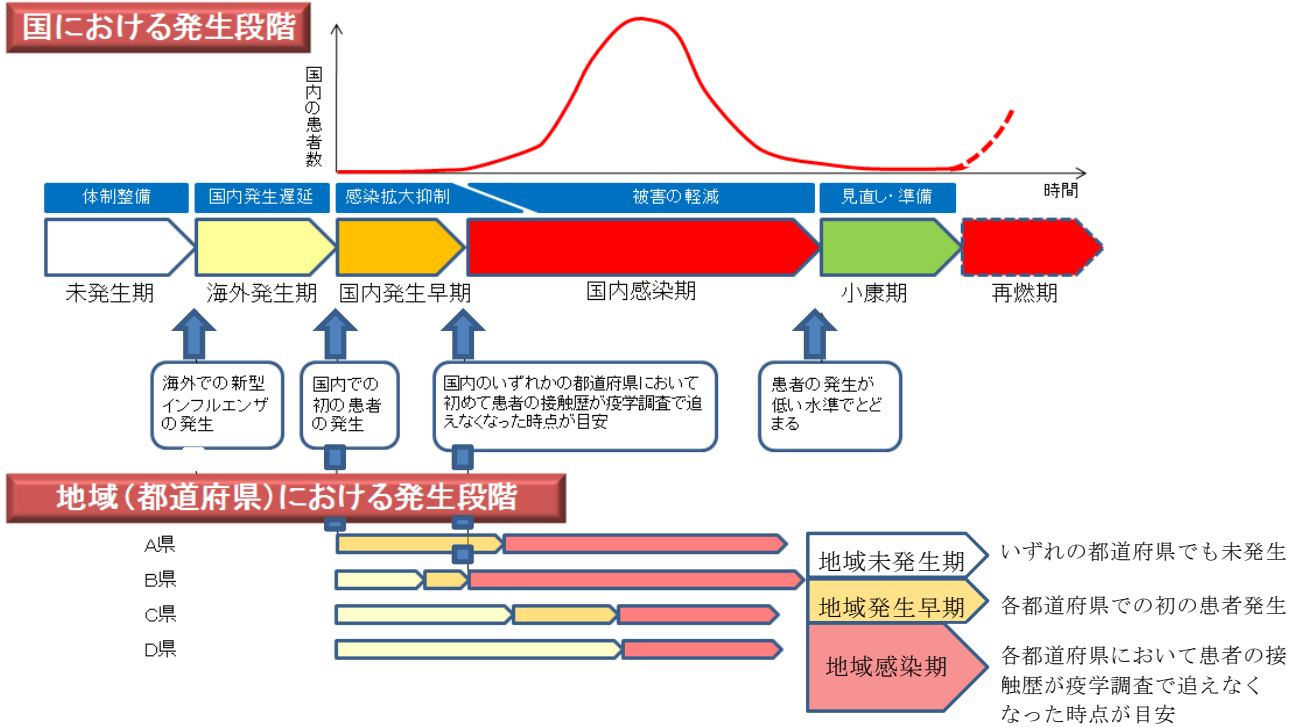 国における発生段階
国内の患者数
時間
体制整備
国内発生遅延
感染拡大抑制
被害の軽減
見直し・準備
未発生期
海外発生期
国内発生早期
国内感染期
小康期
再燃期
海外での新型
インフルエンザ
の発生
国内での
初の患者
の発生
国内のいずれかの都道府県において
初めて患者の接触歴が疫学調査で追
えなくなった時点が目安
患者の発生が
低い水準でとど
まる
地域(都道府県)における発生段階
A県
B県
C県
D県
地域未発生期
いずれの都道府県でも未発生
地域発生早期
各都道府県での初の患者発生
地域感染期
各都道府県において患者の接
触歴が疫学調査で追えなく
なった時点が目安